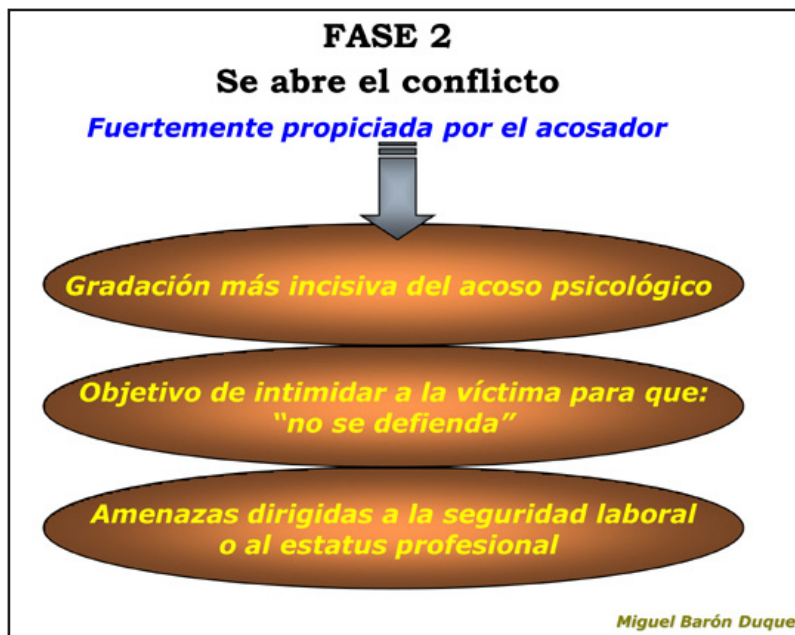 FASE 2
Se abre el conflicto
Fuertemente propiciada por el acosador
Gradación más incisiva del acoso psicológico
Objetivo de intimidar a la víctima para que:
“no se defienda”
Amenazas dirigidas a la seguridad laboral
o al estatus profesional
Miguel Barón Duque